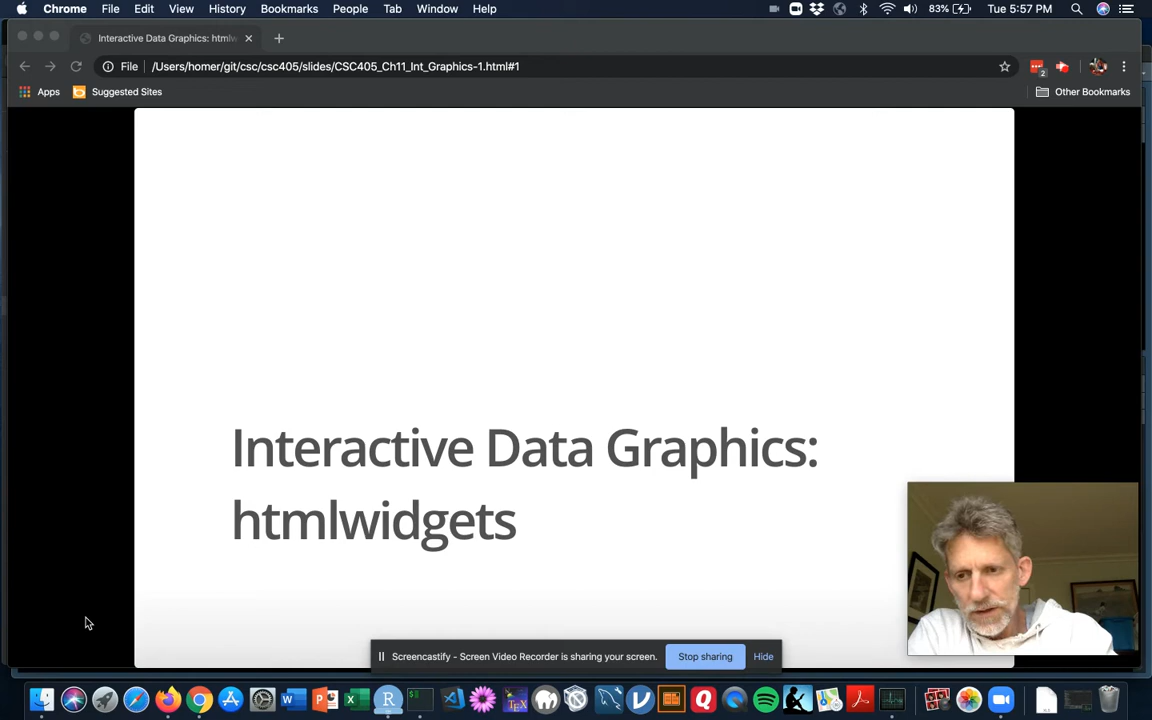 Chrome File Edit View History Bookmarks People Tab Window Help 83% Tue 5:57 PM
Interactive Data Graphics: htmlw
File /Users/homer/git/csc/csc405/slides/CSC405_Ch11_Int_Graphics-1.html#1 2
Apps Suggested Sites Other Bookmarks
Interactive Data Graphics:
htmlwidgets
Screencastify - Screen Video Recorder is sharing your screen. Stop sharing Hide